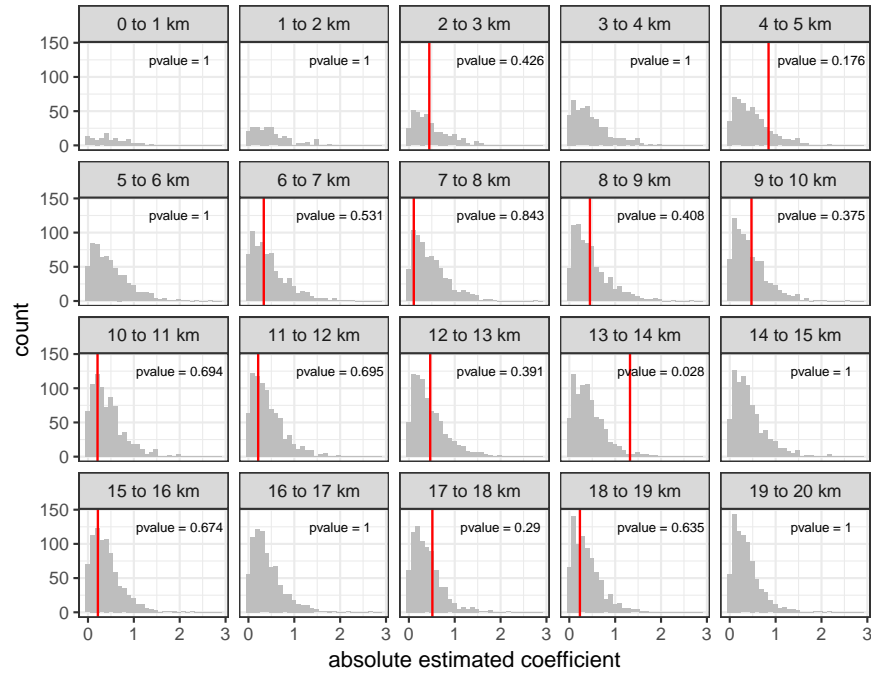 0 to 1 km 1 to 2 km 2 to 3 km 3 to 4 km 4 to 5 km
150
100
50
0
pvalue = 1 pvalue = 1 pvalue = 0.426 pvalue = 1 pvalue = 0.176
5 to 6 km 6 to 7 km 7 to 8 km 8 to 9 km 9 to 10 km
150
100
50
0
pvalue = 1 pvalue = 0.531 pvalue = 0.843 pvalue = 0.408 pvalue = 0.375
count
10 to 11 km 11 to 12 km 12 to 13 km 13 to 14 km 14 to 15 km
150
100
50
0
pvalue = 0.694 pvalue = 0.695 pvalue = 0.391 pvalue = 0.028 pvalue = 1
15 to 16 km 16 to 17 km 17 to 18 km 18 to 19 km 19 to 20 km
150
100
50
0
pvalue = 0.674 pvalue = 1 pvalue = 0.29 pvalue = 0.635 pvalue = 1
0 1 2 3 0 1 2 3 0 1 2 3 0 1 2 3 0 1 2 3
absolute estimated coefficient